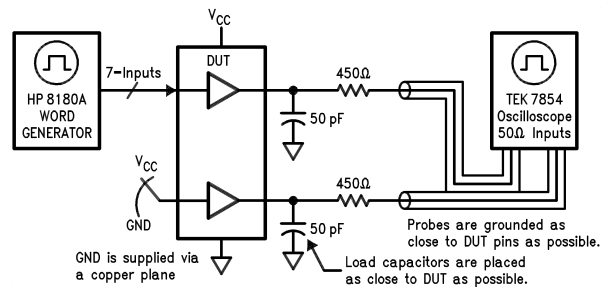 VCC
DUT
7-Inputs
HP 8180A
WORD
GENERATOR
450Ω
50 pF
TEK 7854
Oscilloscope
50Ω Inputs
VCC
GND
450Ω
50 pF
Probes are grounded as
close to DUT pins as possible.
GND is supplied via
a copper plane
Load capacitors are placed
as close to DUT as possible.